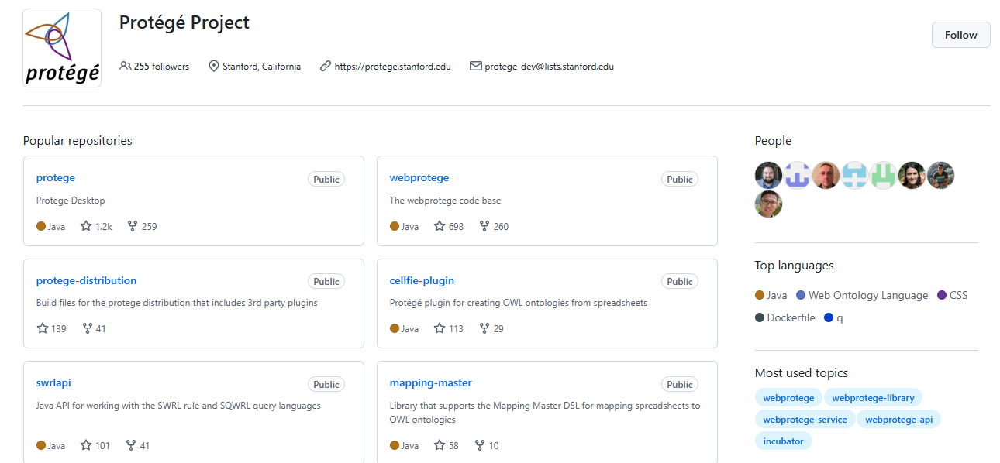 protégé
Protégé Project
255 followers
Stanford, California
https://protege.stanford.edu
protege-dev@lists.stanford.edu
Follow
Popular repositories
protege
Public
Protege Desktop
Java 1.2k 259
webprotege
Public
The webprotege code base
Java 698 260
protege-distribution
Public
Build files for the protege distribution that includes 3rd party plugins
139 41
cellfie-plugin
Public
Protégé plugin for creating OWL ontologies from spreadsheets
Java 113 29
swrlapi
Public
Java API for working with the SWRL rule and SQWRL query languages
Java 101 41
mapping-master
Public
Library that supports the Mapping Master DSL for mapping spreadsheets to
OWL ontologies
Java 58 10
People
Top languages
Java Web Ontology Language CSS
Dockerfile q
Most used topics
webprotege webprotege-library
webprotege-service webprotege-api
incubator